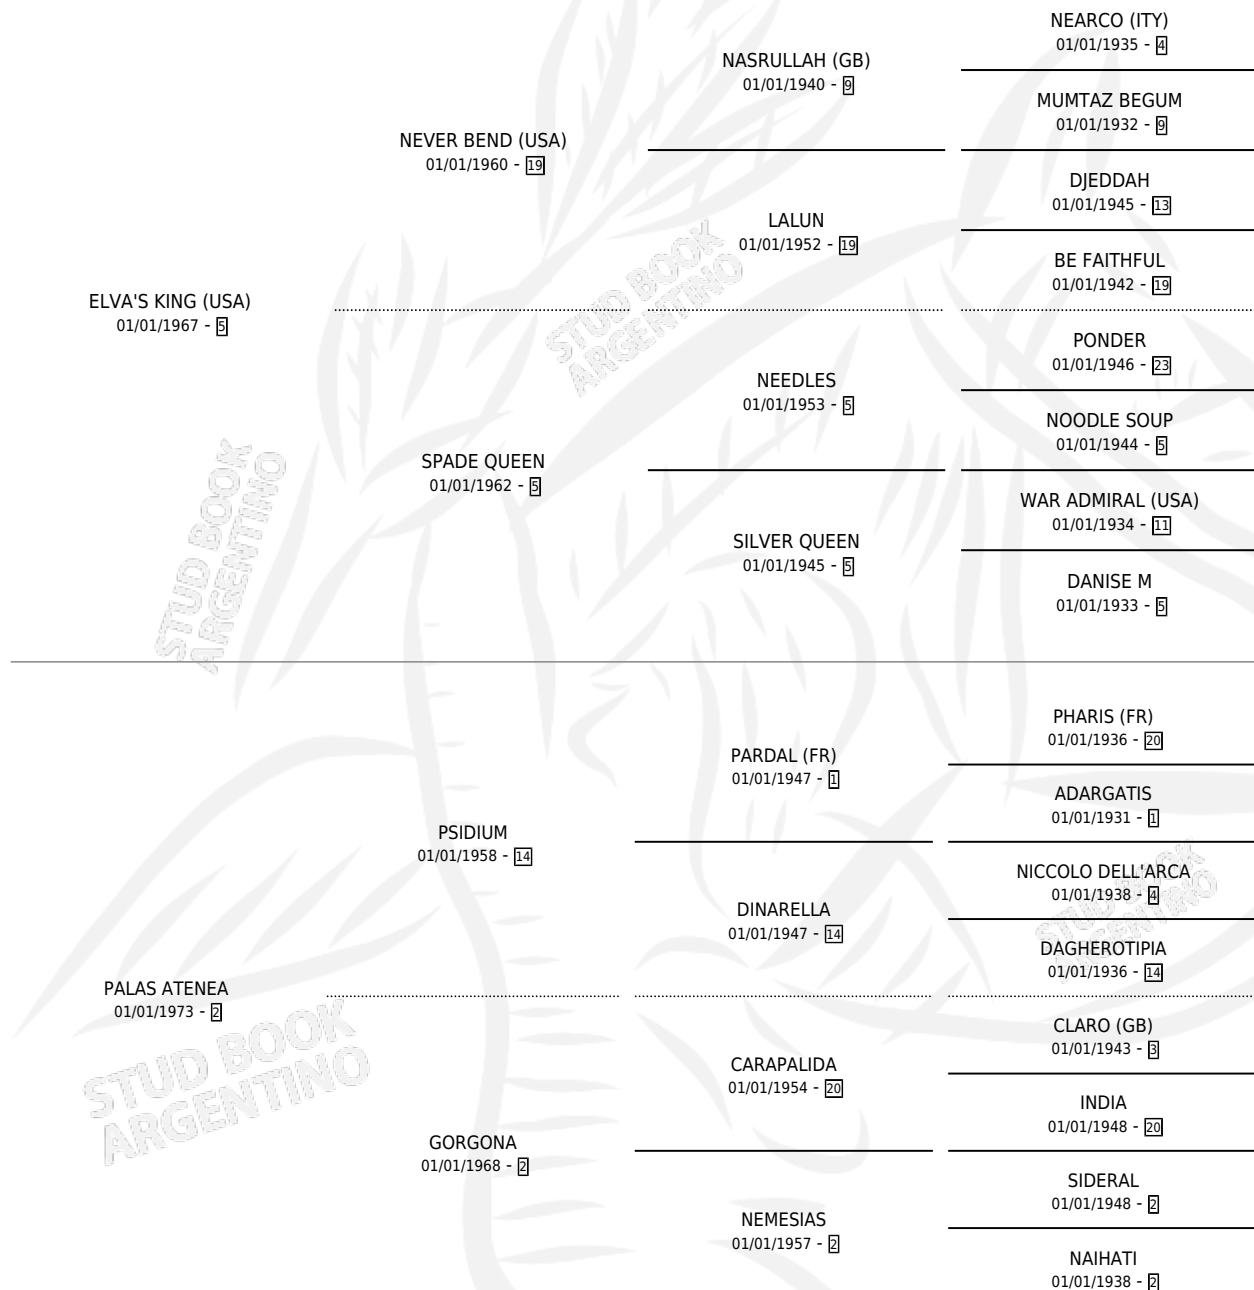 NEARCO (ITY)
01/01/1935 - 4
NASRULLAH (GB)
01/01/1940 - 9
MUMTAZ BEGUM
01/01/1932 - 9
NEVER BEND (USA)
01/01/1960 - 19
DJEDDAH
01/01/1945 - 13
LALUN
01/01/1952 - 19
BE FAITHFUL
01/01/1942 - 19
ELVA'S KING (USA)
01/01/1967 - 5
PONDER
01/01/1946 - 23
NEEDLES
01/01/1953 - 5
NOODLE SOUP
01/01/1944 - 5
SPADE QUEEN
01/01/1962 - 5
WAR ADMIRAL (USA)
01/01/1934 - 11
SILVER QUEEN
01/01/1945 - 5
DANISE M
01/01/1933 - 5
PHARIS (FR)
01/01/1936 - 20
PARDAL (FR)
01/01/1947 - 1
ADARGATIS
01/01/1931 - 1
PSIDIUM
01/01/1958 - 14
NICCOLO DELL'ARCA
01/01/1938 - 4
DINARELLA
01/01/1947 - 14
DAGHEROTIPIA
01/01/1936 - 14
PALAS ATENEA
01/01/1973 - 2
CLARO (GB)
01/01/1943 - 3
CARAPALIDA
01/01/1954 - 20
INDIA
01/01/1948 - 20
GORGONA
01/01/1968 - 2
SIDERAL
01/01/1948 - 2
NEMESIAS
01/01/1957 - 2
NAIHATI
01/01/1938 - 2
STUD BOOK
ARGENTINO
STUD BOOK
ARGENTINO
STUD BOOK
ARGENTINO
STUD BOOK
ARGENTINO